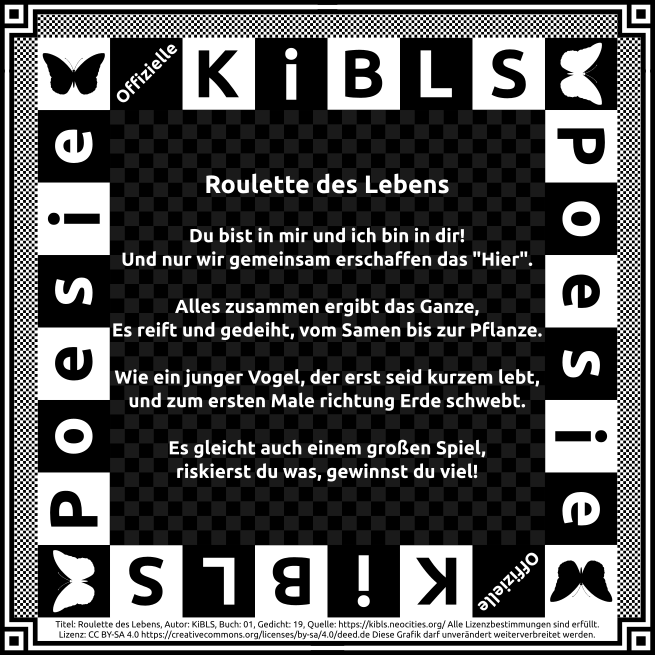 Offizielle KiBLS
Poesie
Poesie
Roulette des Lebens
Du bist in mir und ich bin in dir!
Und nur wir gemeinsam erschaffen das "Hier".
Alles zusammen ergibt das Ganze,
Es reift und gedeiht, vom Samen bis zur Pflanze.
Wie ein junger Vogel, der erst seid kurzem lebt,
und zum ersten Male richtung Erde schwebt.
Es gleicht auch einem großen Spiel,
riskierst du was, gewinnst du viel!
Offizielle KiBLS
Titel: Roulette des Lebens, Autor: KiBLS, Buch: 01, Gedicht: 19, Quelle: https://kibls.neocities.org/ Alle Lizenzbestimmungen sind erfüllt.
Lizenz: CC BY-SA 4.0 https://creativecommons.org/licenses/by-sa/4.0/deed.de Diese Grafik darf unverändert weiterverbreitet werden.